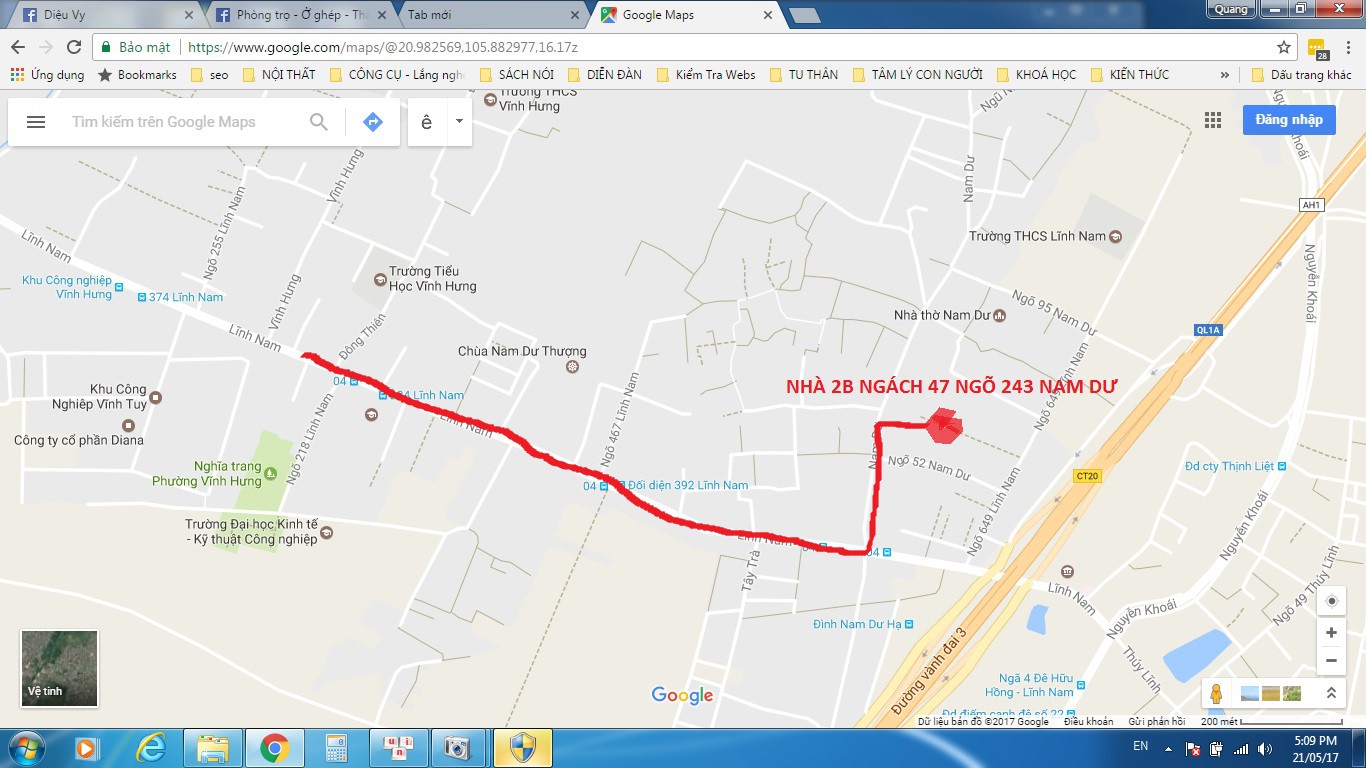 Diệu Vy
Phòng trọ - Ở ghép - Tha
Tab mới
Google Maps
Quang
Bảo mật
https://www.google.com/maps/@20.982569,105.882977,16.17z
28
Ứng dụng
Bookmarks
seo
NỘI THẤT
CÔNG CỤ - Lắng ngh
SÁCH NÓI
DIỄN ĐÀN
Kiểm Tra Webs
TU THÂN
TÂM LÝ CON NGƯỜI
KHOÁ HỌC
KIẾN THỨC
»
Dấu trang khác
Tìm kiếm trên Google Maps
ê
Đăng nhập
Trường THCS
Vĩnh Hưng
Vĩnh Hưng
Ngõ 255 Lĩnh Nam
Lĩnh Nam
Khu Công nghiệp
Vĩnh Hưng
374 Lĩnh Nam
Vĩnh Hưng
Trường Tiểu
Học Vĩnh Hưng
Lĩnh Nam
Đông Thiên
Chùa Nam Dư Thượng
Nam Dư
Trường THCS Lĩnh Nam
AH1
Nguyễn Khoái
Nguyễn Khoái
QL1A
Ngõ 95 Nam Dư
Nhà thờ Nam Dư
NHÀ 2B NGÁCH 47 NGÕ 243 NAM DƯ
Khu Công
Nghiệp Vĩnh Tuy
Công ty cổ phần Diana
04
Lĩnh Nam
Lĩnh Nam
Ngõ 218 Lĩnh Nam
Ngõ 467 Lĩnh Nam
Nghĩa trang
Phường Vĩnh Hưng
04
Đối diện 392 Lĩnh Nam
Ngõ 52 Nam Dư
Ngõ 649 Lĩnh Nam
CT20
Đd cty Thịnh Liệt
Trường Đại học Kinh tế
- Kỹ thuật Công nghiệp
Tây Trà
04
Ngõ 649 Lĩnh Nam
Nguyễn Khoái
Lĩnh Nam
Nguyễn Khoái
Ngõ 49 Thúy Lĩnh
Đình Nam Dư Hạ
Đường vành đai 3
Thúy Lĩnh
Ngã 4 Đê Hữu
Hồng - Lĩnh Nam
Đd điếm canh đê số 22
Vệ tinh
Google
Dữ liệu bản đồ ©2017 Google
Điều khoản
Gửi phản hồi
200 mét
EN
5:09 PM
21/05/17